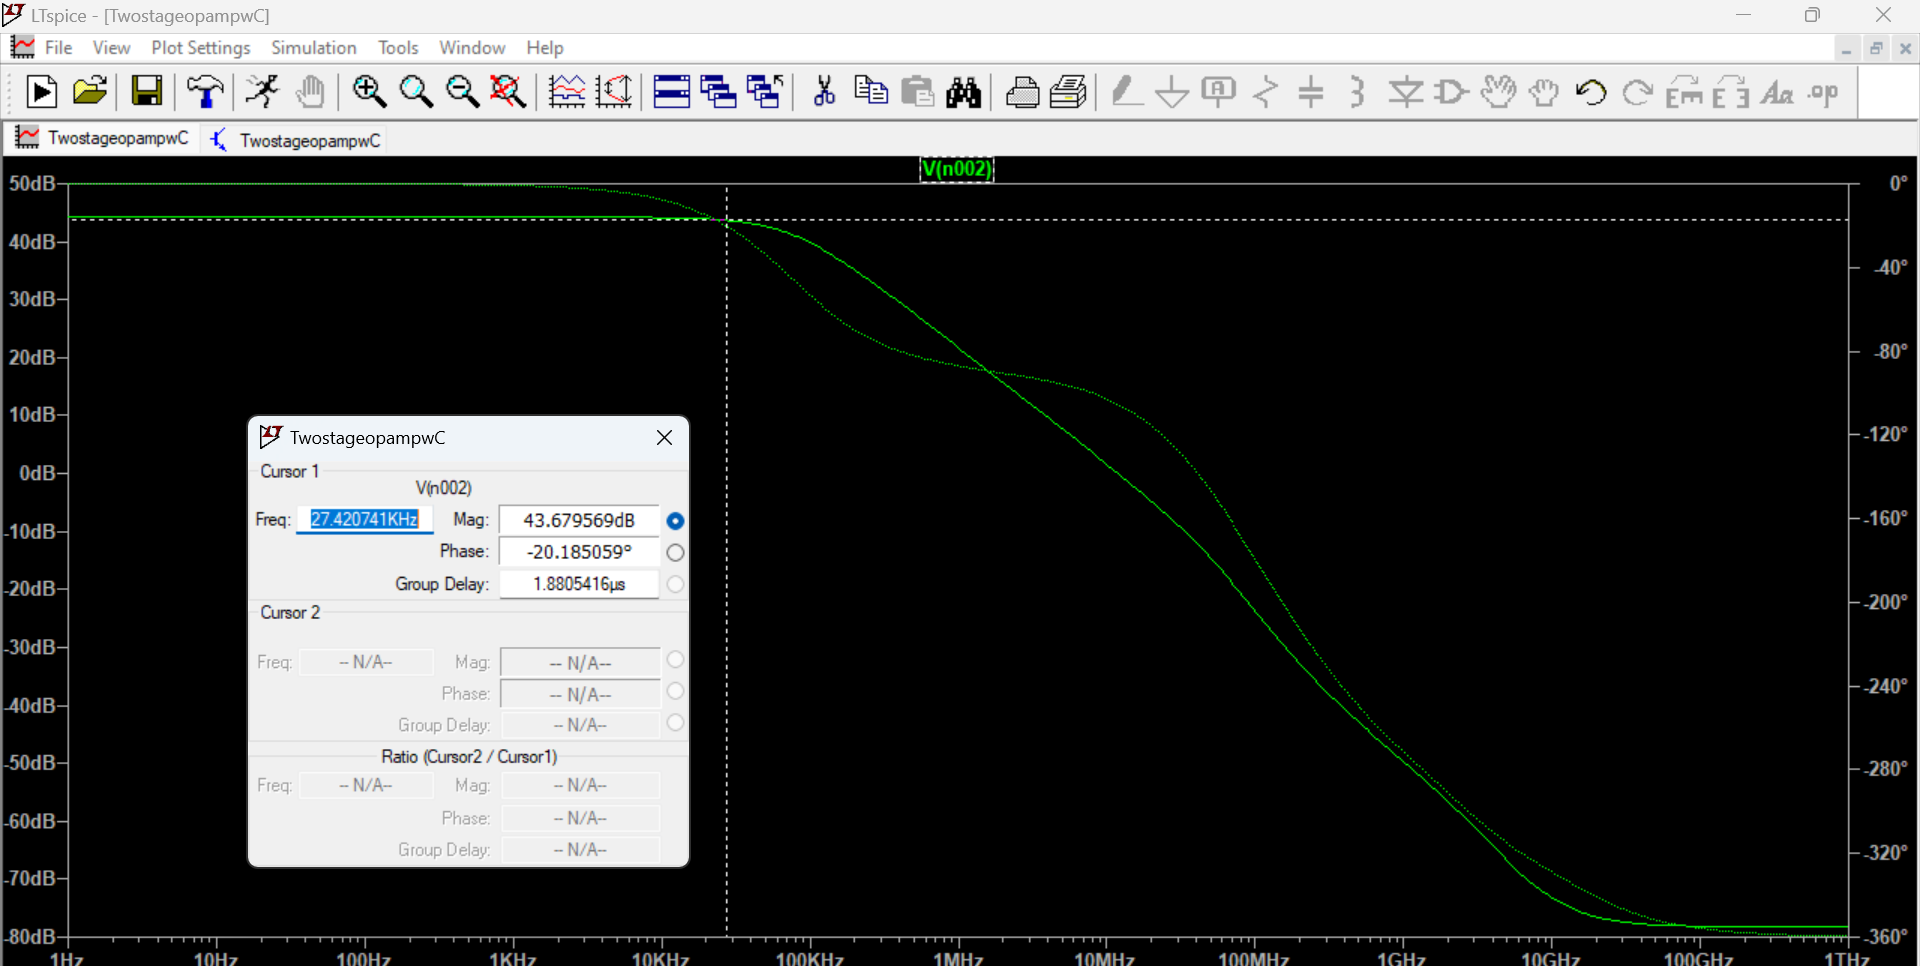 LTspice - [TwostageopampwC]
File View Plot Settings Simulation Tools Window Help
A Aa .op
TwostageopampwC TwostageopampwC
V(n002)
50dB 0°
40dB
-40°
30dB
20dB -80°
10dB
-120°
0dB
-160°
-10dB
-20dB
-200°
-30dB
-240°
-40dB
-50dB -280°
-60dB
-320°
-70dB
-80dB -360°
1Hz 10Hz 100Hz 1KHz 10KHz 100KHz 1MHz 10MHz 100MHz 1GHz 10GHz 100GHz 1THz
TwostageopampwC
Cursor 1
V(n002)
Freq: 27.420741KHz Mag: 43.679569dB
Phase: -20.185059°
Group Delay: 1.8805416µs
Cursor 2
Freq: -- N/A-- Mag: -- N/A--
Phase: -- N/A--
Group Delay: -- N/A--
Ratio (Cursor2 / Cursor1)
Freq: -- N/A-- Mag: -- N/A--
Phase: -- N/A--
Group Delay: -- N/A--